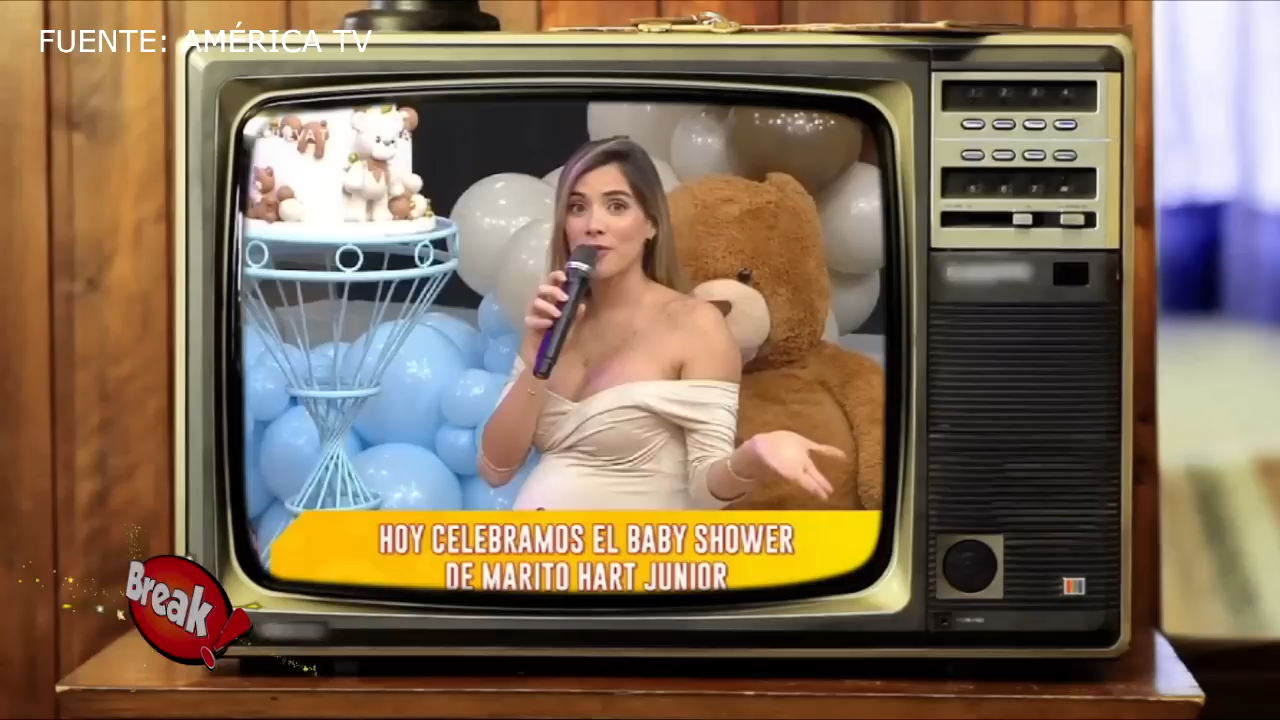 FUENTE: AMÉRICA TV
HOY CELEBRAMOS EL BABY SHOWER
DE MARITO HART JUNIOR
Break!